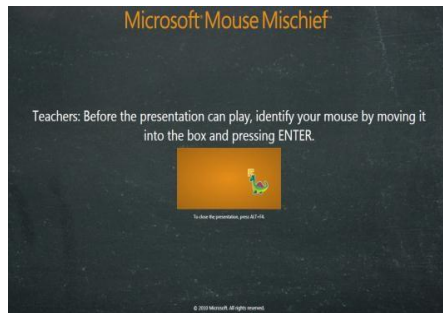 Microsoft Mouse Mischief
Teachers: Before the presentation can play, identify your mouse by moving it
into the box and pressing ENTER.
To close the presentation, press ALT+F4.
© 2010 Microsoft. All rights reserved.